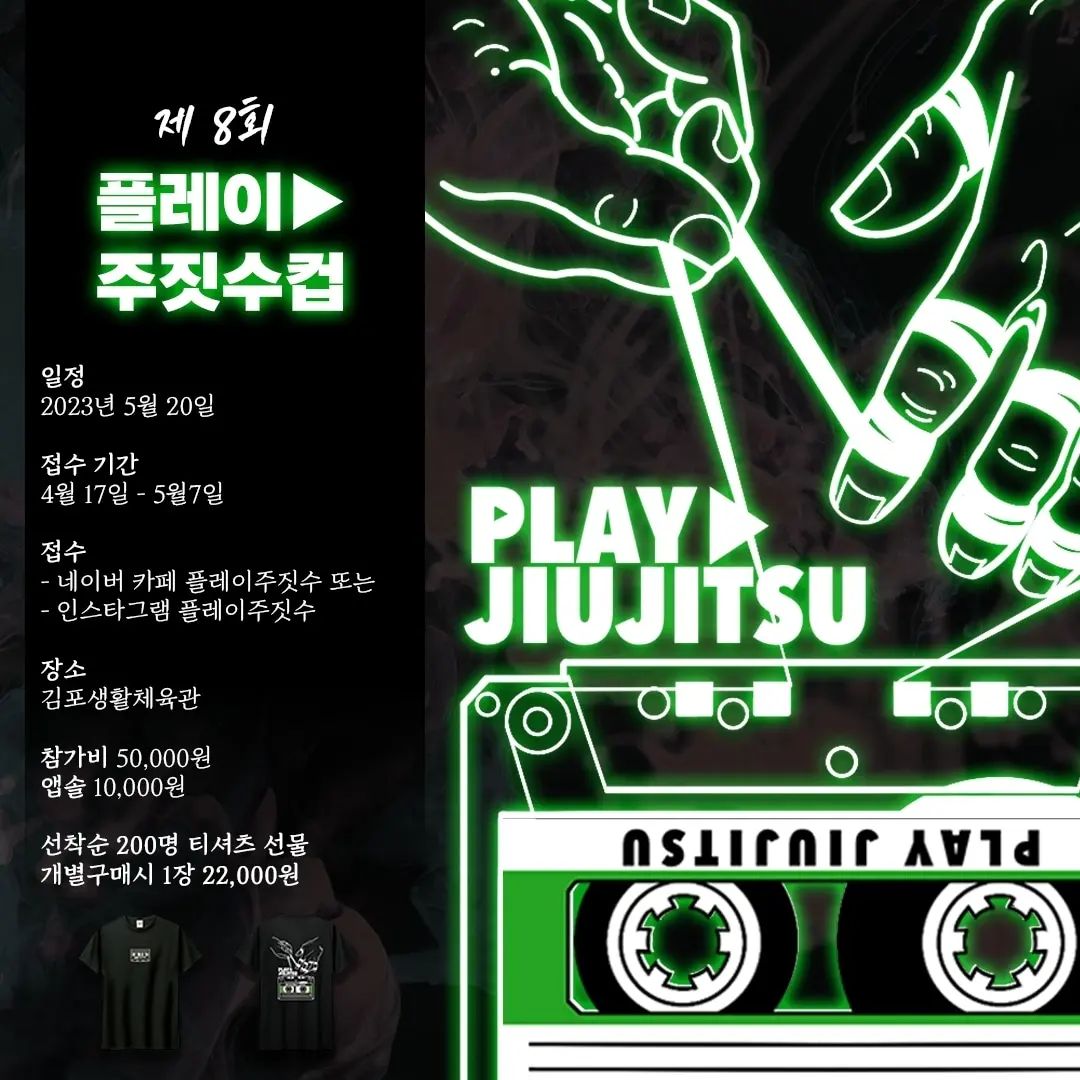 제 8회
플레이▶
주짓수컵
일정
2023년 5월 20일
접수 기간
4월 17일 - 5월7일
접수
- 네이버 카페 플레이주짓수 또는
- 인스타그램 플레이주짓수
장소
김포생활체육관
참가비 50,000원
앱솔 10,000원
선착순 200명 티셔츠 선물
개별구매시 1장 22,000원
PLAY▶
JIUJITSU
PLAY JIUJITSU
PLAY
JIUJITSU